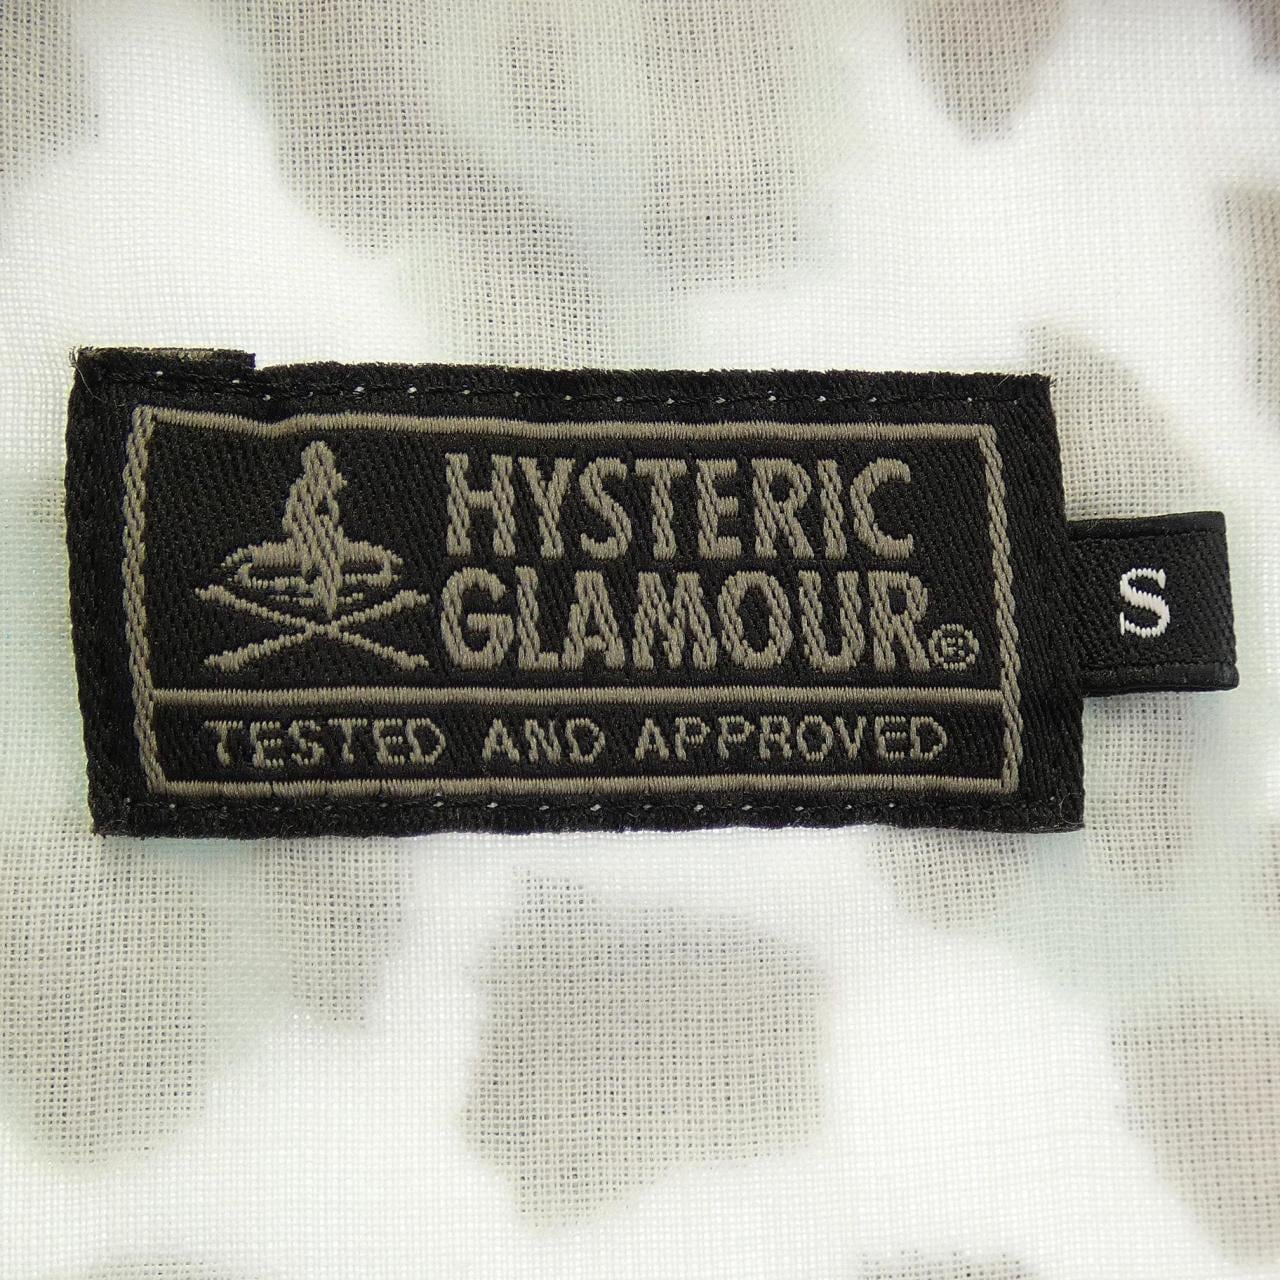 HYSTERIC
GLAMOUR®
TESTED AND APPROVED
S